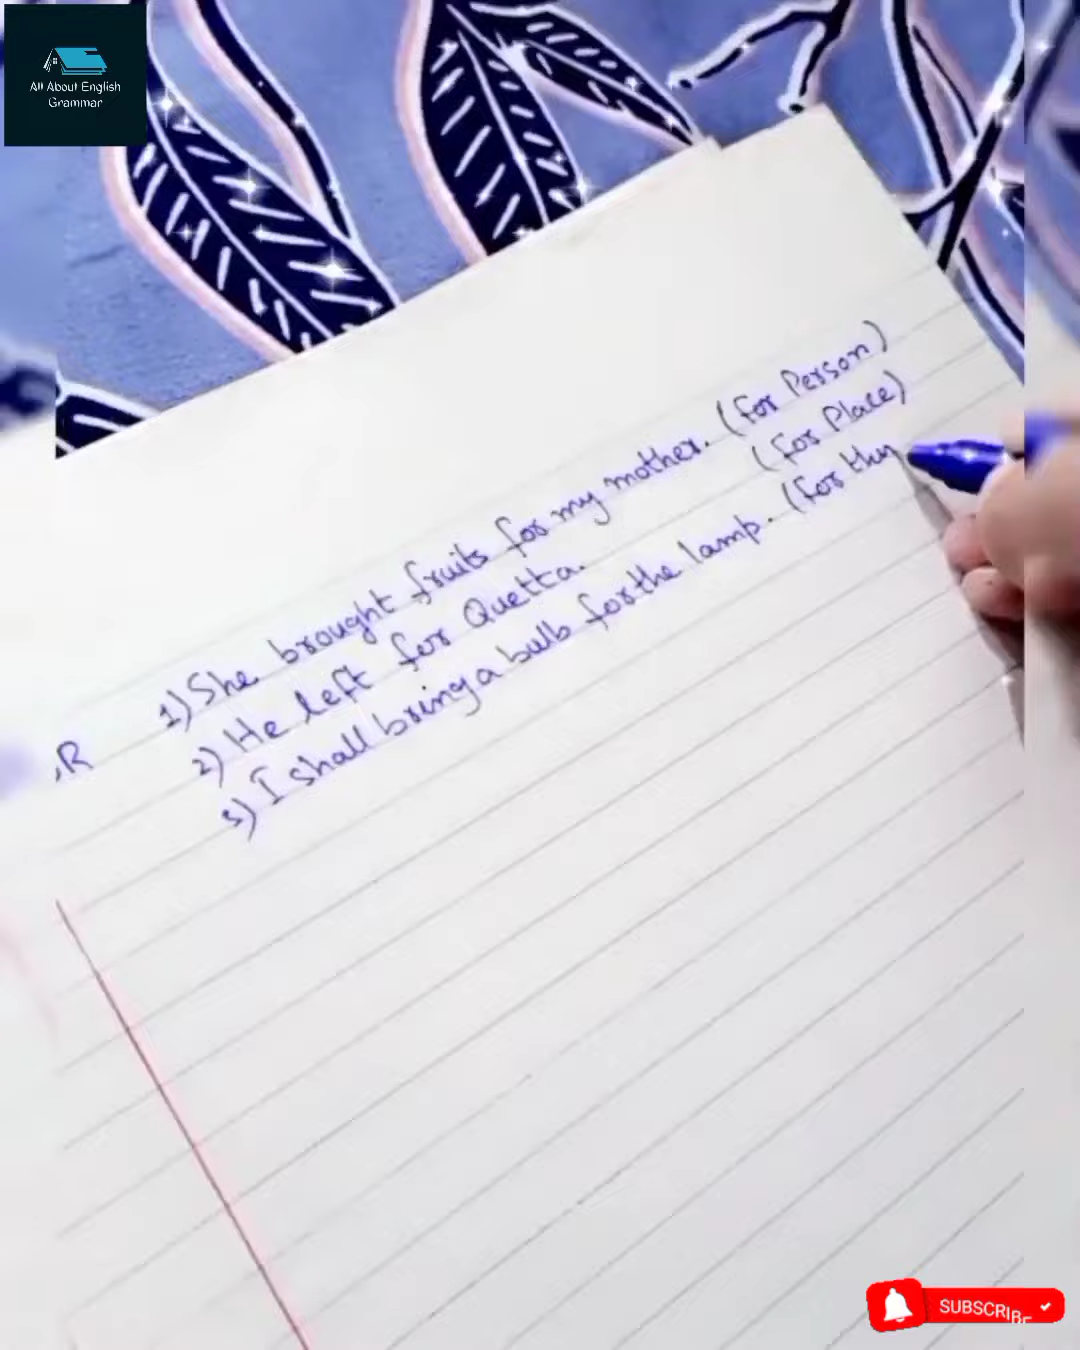 All About English
Grammar
1) She brought fruits for my mother. (for Person)
2) He left for Quetta. (for Place)
3) I shall bring a bulb for the lamp. (for thin
,R
SUBSCRIBE